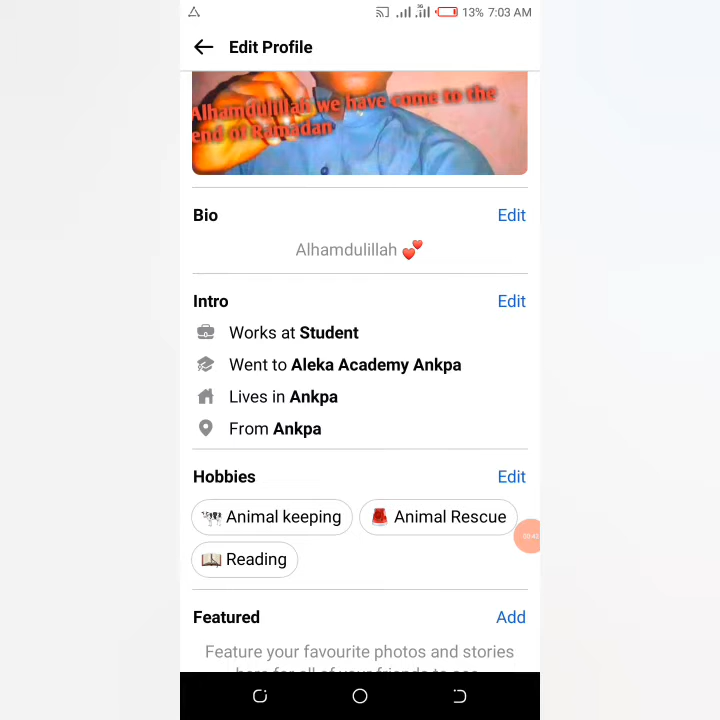 3G
13% 7:03 AM
Edit Profile
Alhamdulillah we have come to the
end of Ramadan
Bio
Edit
Alhamdulillah
Intro
Edit
Works at Student
Went to Aleka Academy Ankpa
Lives in Ankpa
From Ankpa
Hobbies
Edit
Animal keeping
Animal Rescue
Reading
Featured
Add
Feature your favourite photos and stories